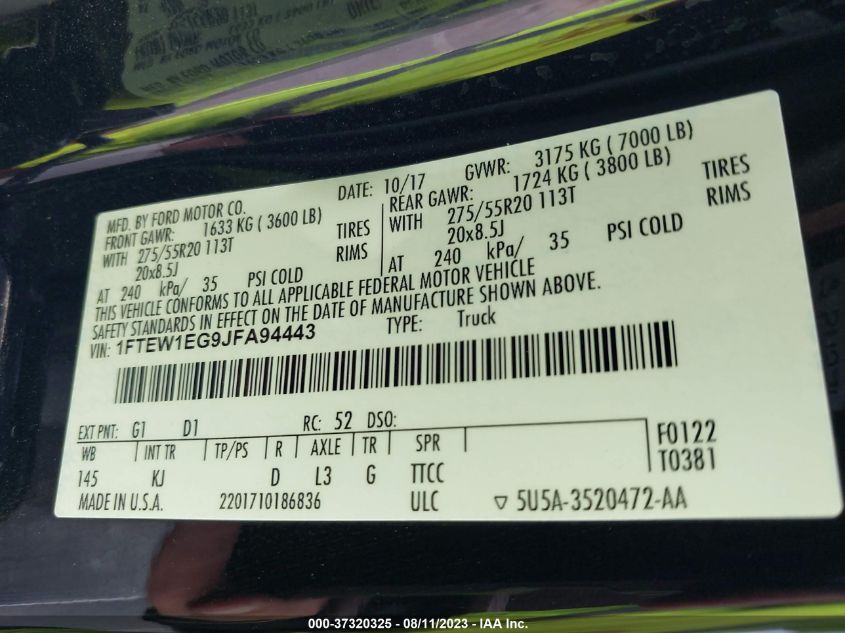 MFD. BY FORD MOTOR CO.
DATE: 10/17 GVWR: 3175 KG ( 7000 LB)
FRONT GAWR: 1633 KG ( 3600 LB)
REAR GAWR: 1724 KG ( 3800 LB)
WITH 275/55R20 113T TIRES
WITH 275/55R20 113T TIRES
20x8.5J RIMS
20x8.5J RIMS
AT 240 kPa/ 35 PSI COLD
AT 240 kPa/ 35 PSI COLD
THIS VEHICLE CONFORMS TO ALL APPLICABLE FEDERAL MOTOR VEHICLE
SAFETY STANDARDS IN EFFECT ON THE DATE OF MANUFACTURE SHOWN ABOVE.
VIN: 1FTEW1EG9JFA94443 TYPE: Truck
EXT PNT: G1 D1 RC: 52 DSO:
WB INT TR TP/PS R AXLE TR SPR
F0122
T0381
145 KJ D L3 G TTCC
MADE IN U.S.A. 2201710186836 ULC ▽ 5U5A-3520472-AA
000-37320325 - 08/11/2023 - IAA Inc.